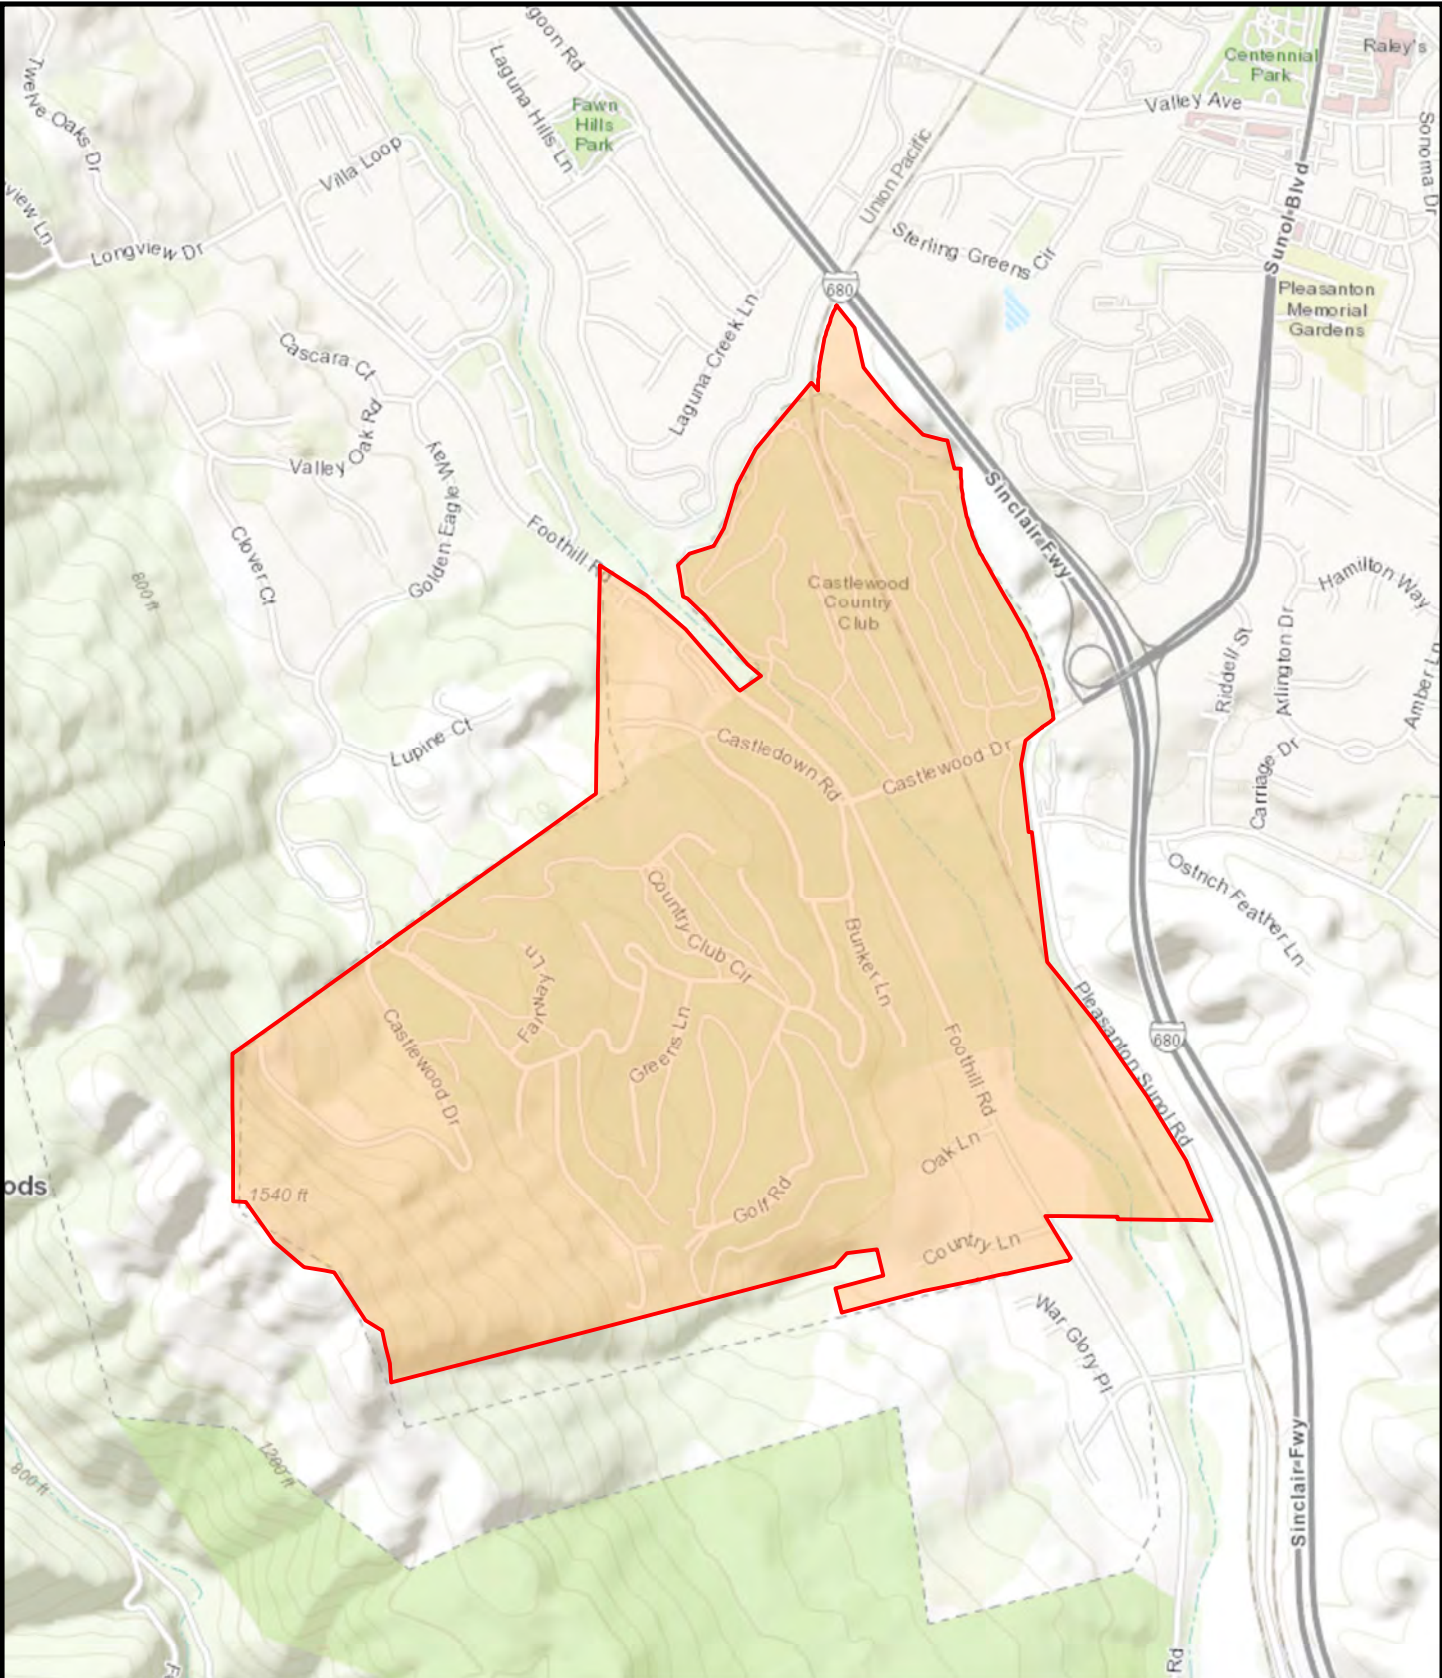 goon Rd
Twelve Oaks Dr
Laguna Hills Ln
Fawn
Hills
Park
Centennial
Park
Raley's
Valley Ave
Sonoma Dr
Villa Loop
Union Pacific
Sunol Blvd
view Ln
Longview Dr
Sterling Greens Cir
680
Pleasanton
Memorial
Gardens
Laguna Creek Ln
Cascara Ct
Valley Oak Rd
Golden Eagle Way
Sinclair Fwy
Foothill Rd
Clover Ct
800 ft
Castlewood
Country
Club
Hamilton Way
Riddell St
Arlington Dr
Amber Ln
Lupine Ct
Castledown Rd
Castlewood Dr
Carriage Dr
Ostrich Feather Ln
Country Club Cir
Bunker Ln
Fairway Ln
Greens Ln
Castlewood Dr
Foothill Rd
Pleasanton Sunol Rd
680
Oak Ln
ods
1540 ft
Golf Rd
Country Ln
War Glory Pl
1200 ft
800 ft
Sinclair Fwy
Rd
F